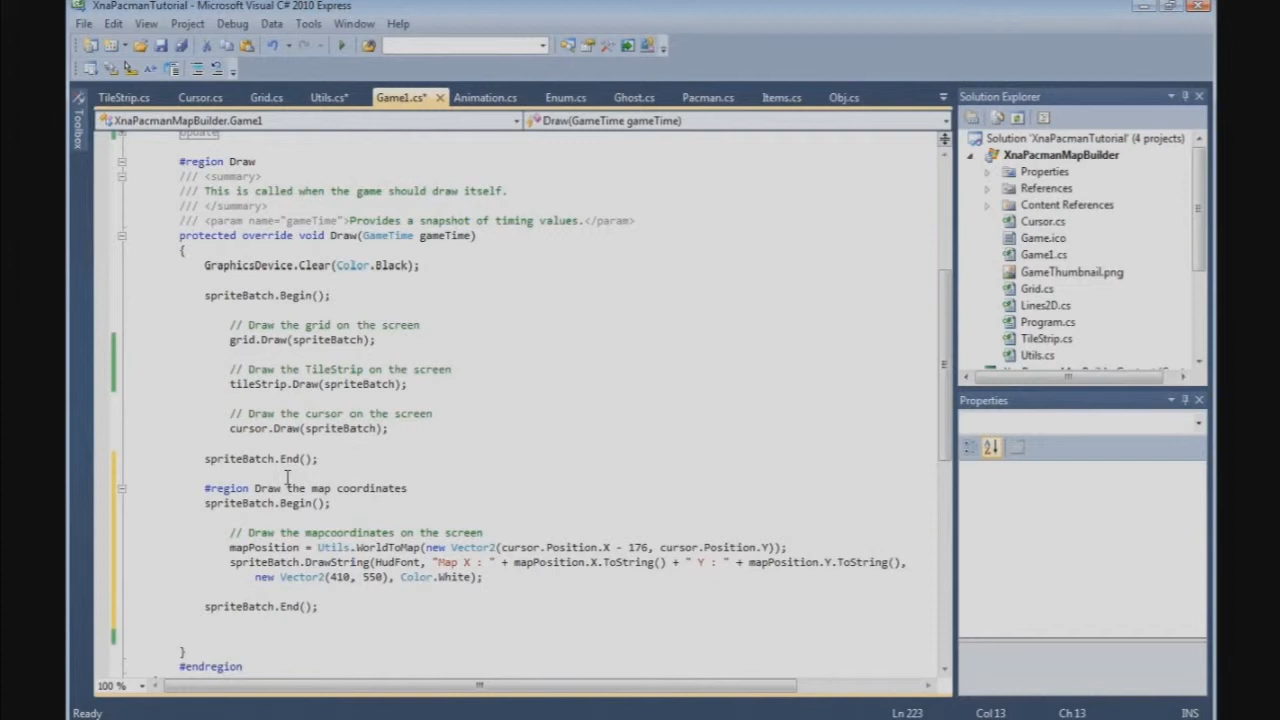 XnaPacmanTutorial - Microsoft Visual C# 2010 Express
File Edit View Project Debug Data Tools Window Help
TileStrip.cs Cursor.cs Grid.cs Utils.cs* Game1.cs* Animation.cs Enum.cs Ghost.cs Pacman.cs Items.cs Obj.cs
XnaPacmanMapBuilder.Game1 Draw(GameTime gameTime)
Toolbox
Update
#region Draw
/// <summary>
/// This is called when the game should draw itself.
/// </summary>
/// <param name="gameTime">Provides a snapshot of timing values.</param>
protected override void Draw(GameTime gameTime)
{
GraphicsDevice.Clear(Color.Black);
spriteBatch.Begin();
// Draw the grid on the screen
grid.Draw(spriteBatch);
// Draw the TileStrip on the screen
tileStrip.Draw(spriteBatch);
// Draw the cursor on the screen
cursor.Draw(spriteBatch);
spriteBatch.End();
#region Draw the map coordinates
spriteBatch.Begin();
// Draw the mapcoordinates on the screen
mapPosition = Utils.WorldToMap(new Vector2(cursor.Position.X - 176, cursor.Position.Y));
spriteBatch.DrawString(HudFont, "Map X : " + mapPosition.X.ToString() + " Y : " + mapPosition.Y.ToString(),
new Vector2(410, 550), Color.White);
spriteBatch.End();
}
#endregion
100 %
Solution Explorer
Solution 'XnaPacmanTutorial' (4 projects)
XnaPacmanMapBuilder
Properties
References
Content References
Cursor.cs
Game.ico
Game1.cs
GameThumbnail.png
Grid.cs
Lines2D.cs
Program.cs
TileStrip.cs
Utils.cs
Properties
Ready Ln 223 Col 13 Ch 13 INS